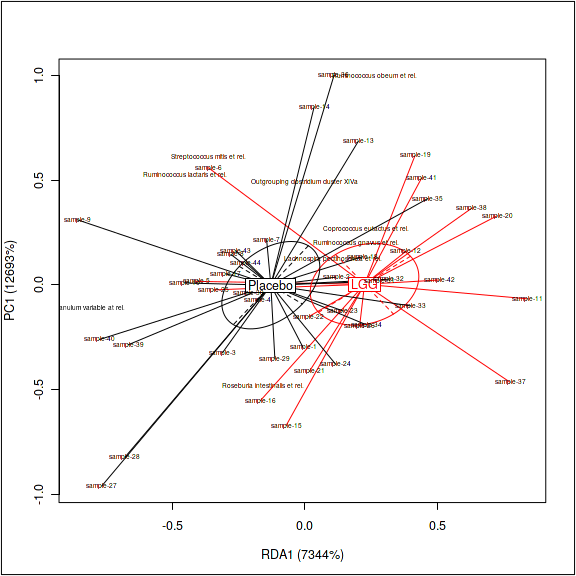 1.0
0.5
0.0
-0.5
-1.0
PC1 (12693%)
-0.5
0.0
0.5
RDA1 (7344%)
Ruminococcus obeum et rel.
sample-14
sample-13
sample-19
Streptococcus mitis et rel.
sample-6
Ruminococcus lactaris et rel.
Outgrouping clostridium cluster XIVa
sample-41
sample-35
sample-38
sample-20
sample-9
Coprococcus eutactus et rel.
sample-7
Ruminococcus gnavus et rel.
sample-43
sample-12
sample-44
sample-42
sample-32
Placebo
LGG
sample-11
anulum variable at rel.
sample-33
sample-22
sample-23
sample-40
sample-39
sample-3
sample-1
sample-29
sample-24
sample-21
sample-37
Roseburia intestinalis et rel.
sample-16
sample-15
sample-28
sample-27